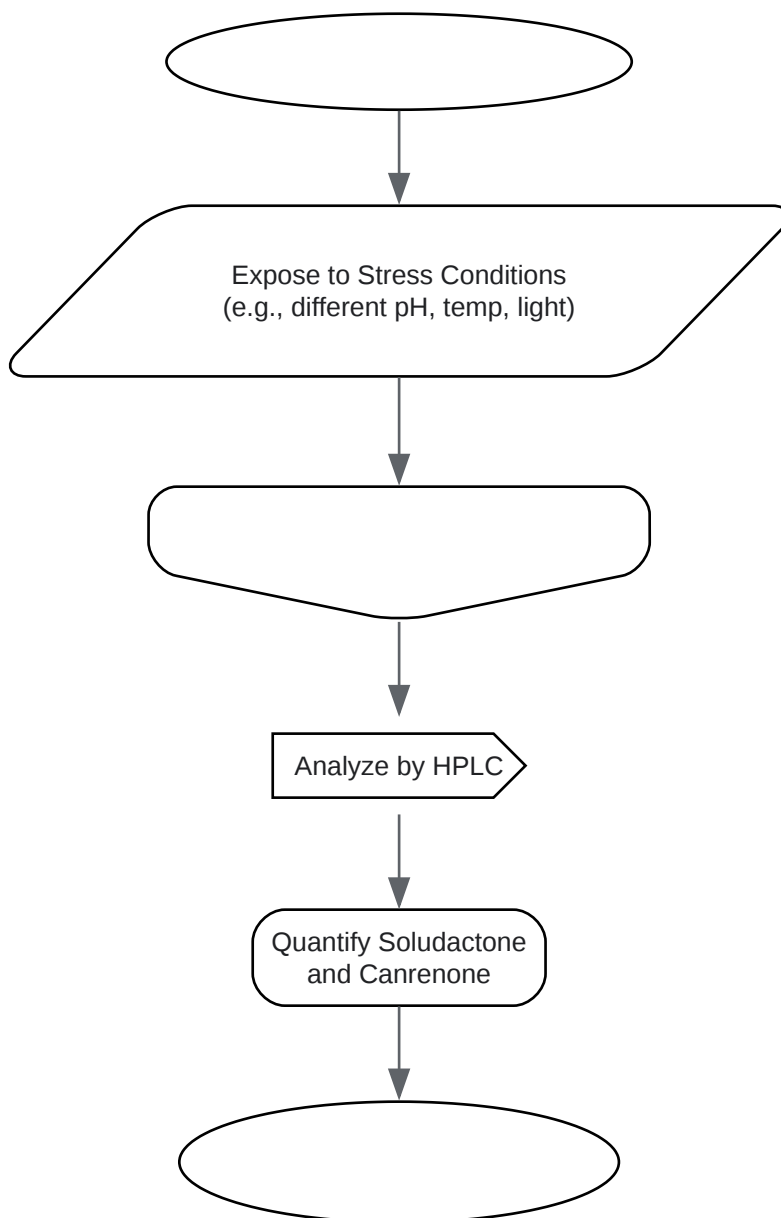 Expose to Stress Conditions
(e.g., different pH, temp, light)
Analyze by HPLC
Quantify Soludactone
and Canrenone